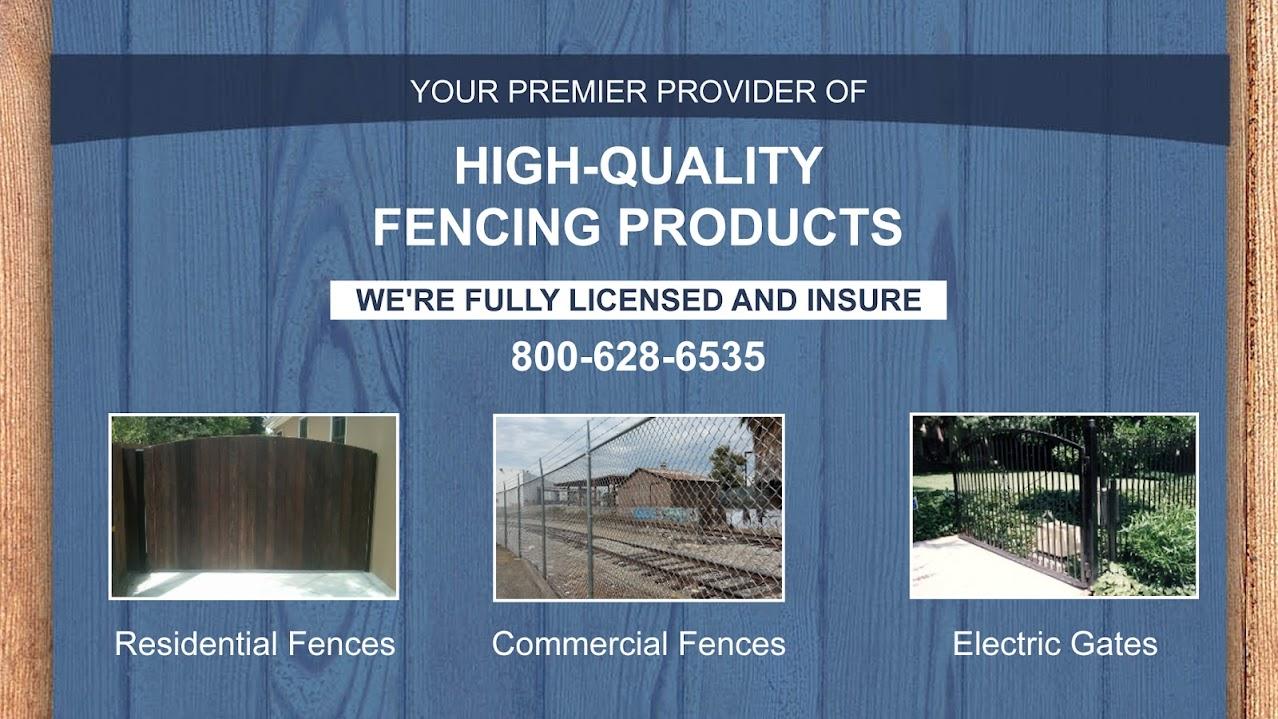 YOUR PREMIER PROVIDER OF
HIGH-QUALITY
FENCING PRODUCTS
WE'RE FULLY LICENSED AND INSURE
800-628-6535
Residential Fences
Commercial Fences
Electric Gates